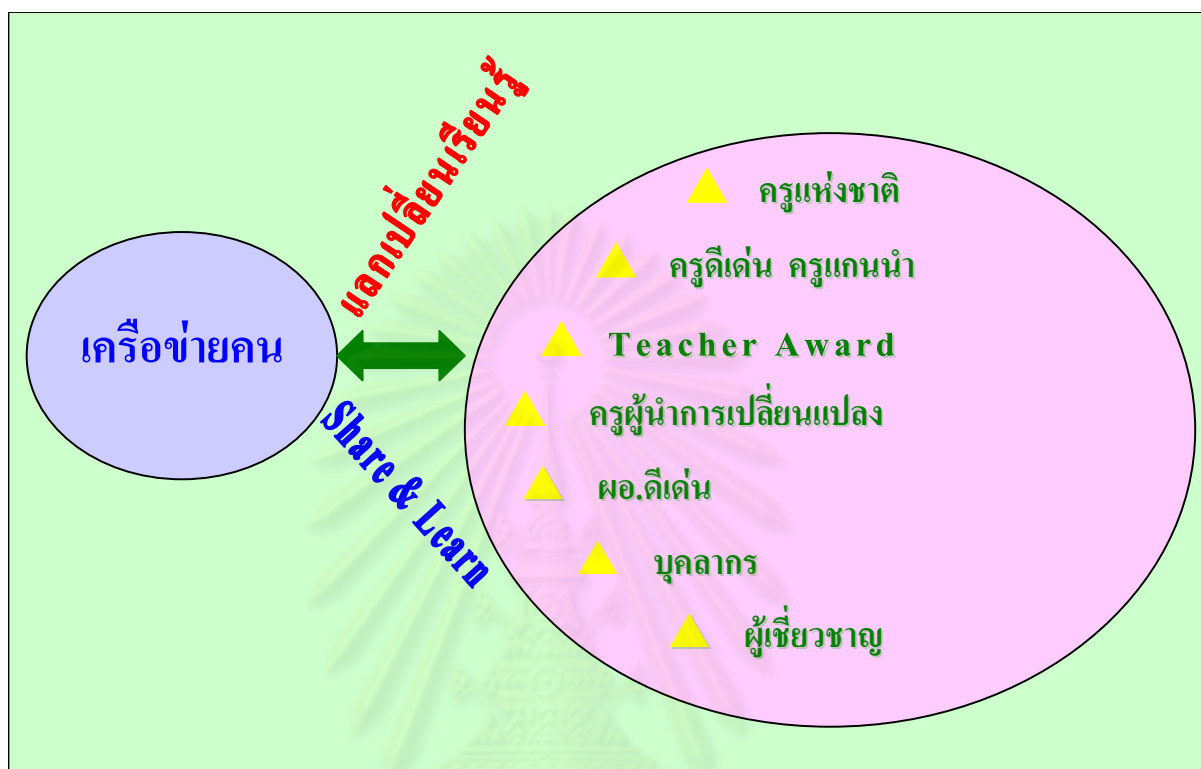 เครือข่ายคน
แลกเปลี่ยนเรียนรู้
Share & Learn
ครูแห่งชาติ
ครูดีเด่น ครูแกนนำ
Teacher Award
ครูผู้นำการเปลี่ยนแปลง
ผอ.ดีเด่น
บุคลากร
ผู้เชี่ยวชาญ